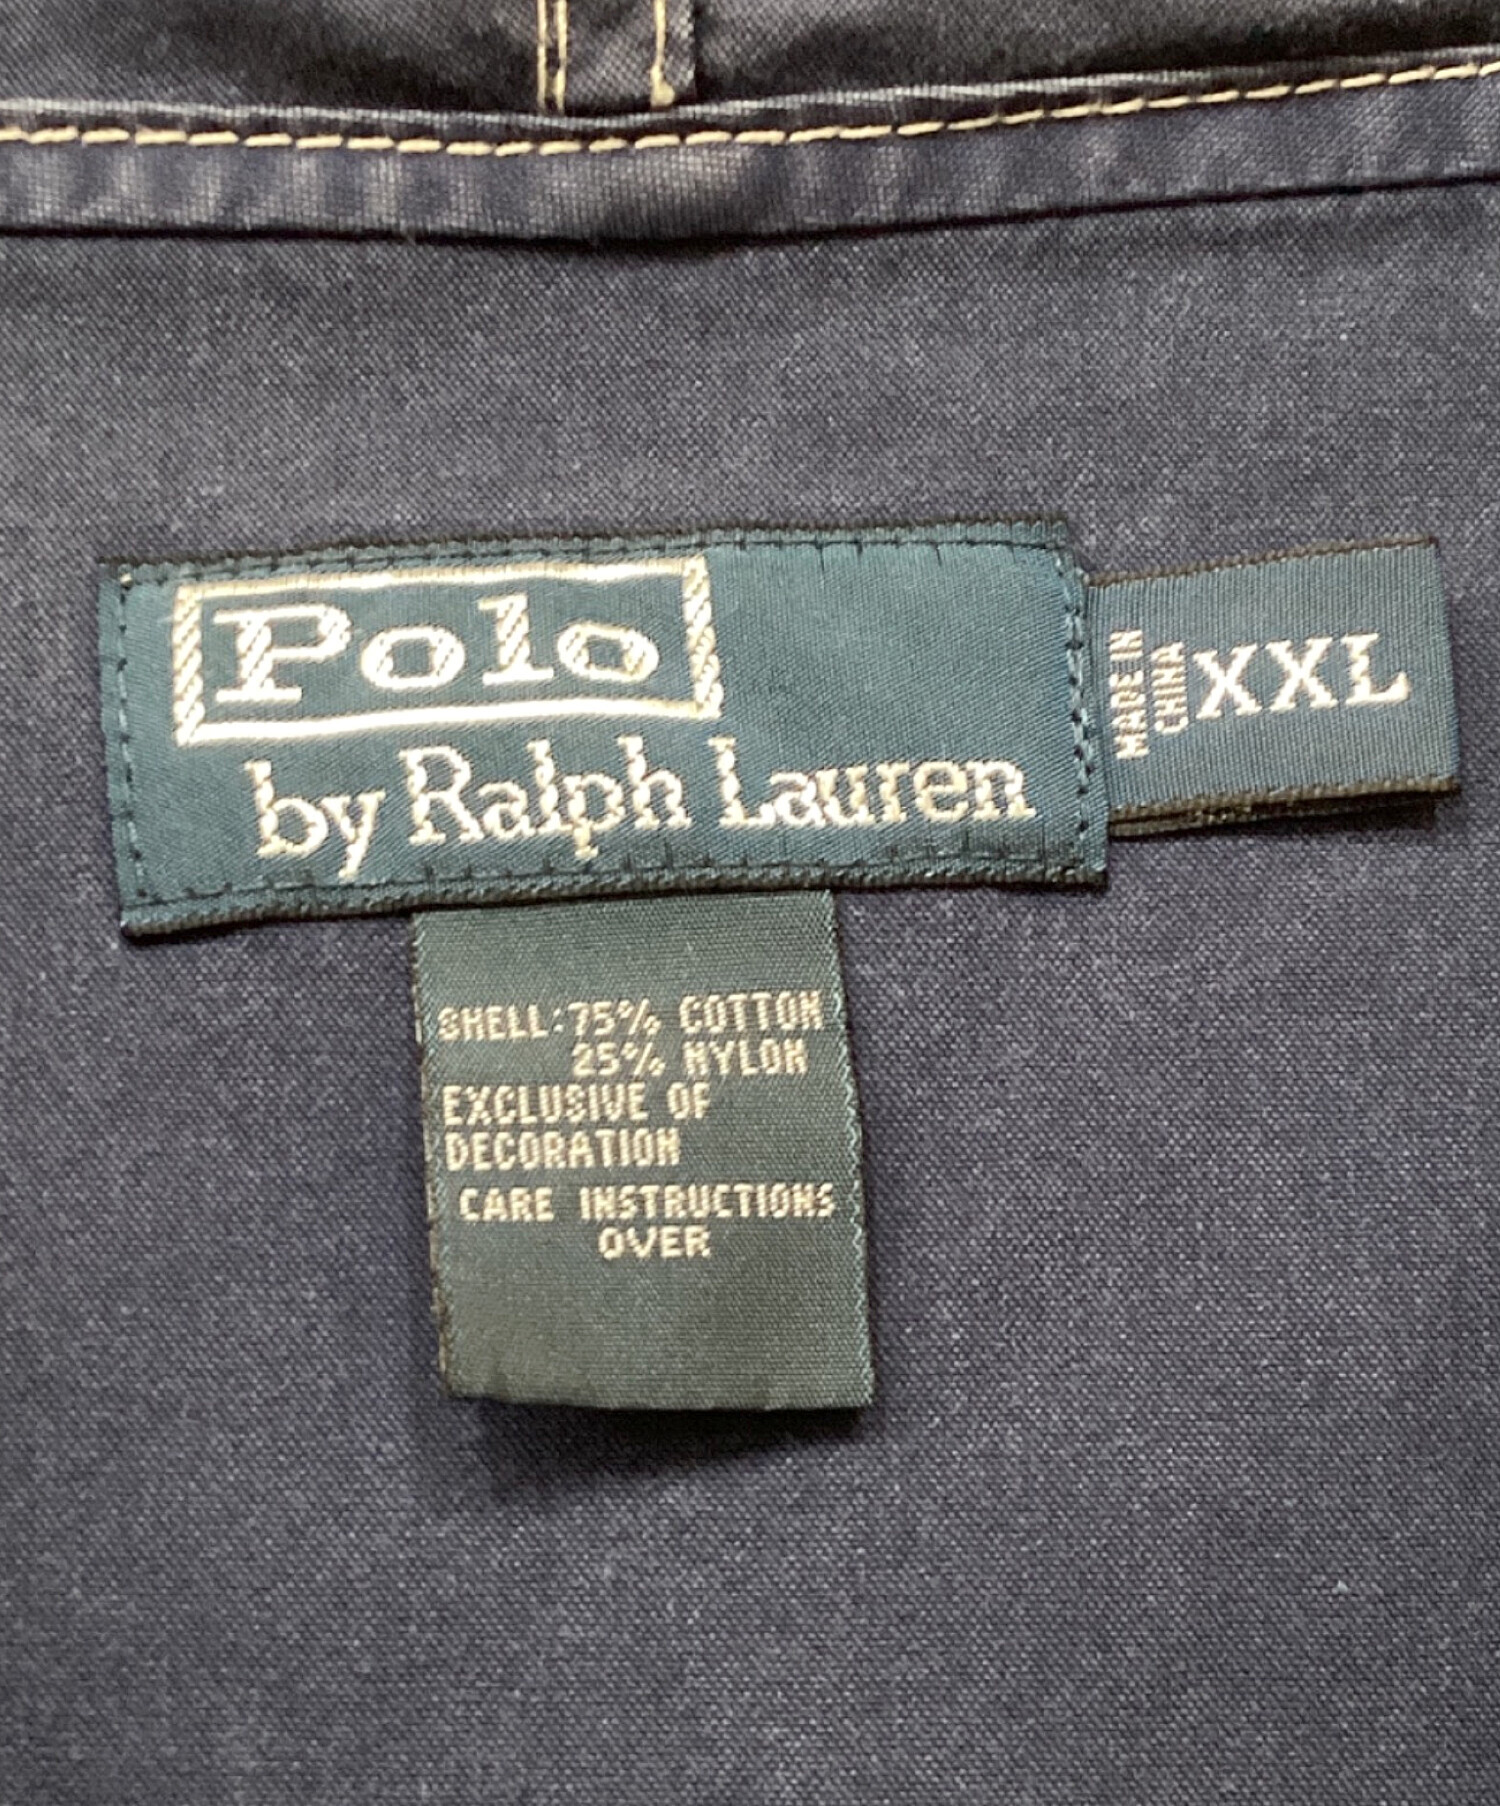 Polo
by Ralph Lauren
MADE IN
CHINA
XXL
SHELL:75% COTTON
25% NYLON
EXCLUSIVE OF
DECORATION
CARE INSTRUCTIONS
OVER